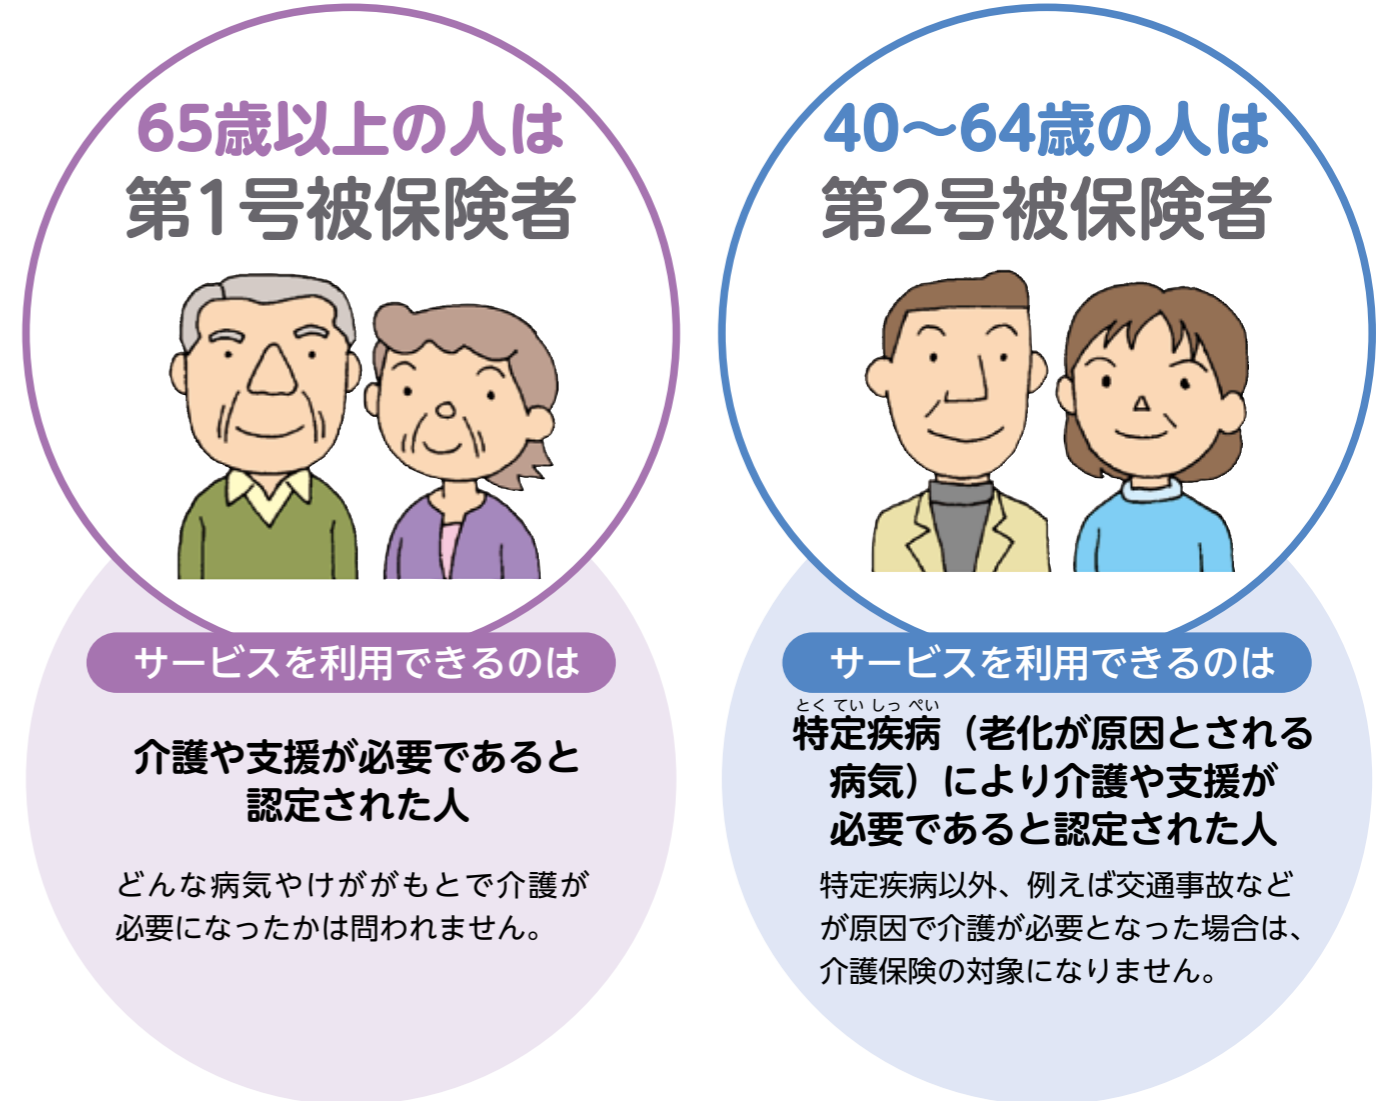 65歳以上の人は
第1号被保険者
サービスを利用できるのは
介護や支援が必要であると
認定された人
どんな病気やけががもとで介護が
必要になったかは問われません。
40～64歳の人は
第2号被保険者
サービスを利用できるのは
とくていしっぺい
特定疾病（老化が原因とされる
病気）により介護や支援が
必要であると認定された人
特定疾病以外、例えば交通事故など
が原因で介護が必要となった場合は、
介護保険の対象になりません。